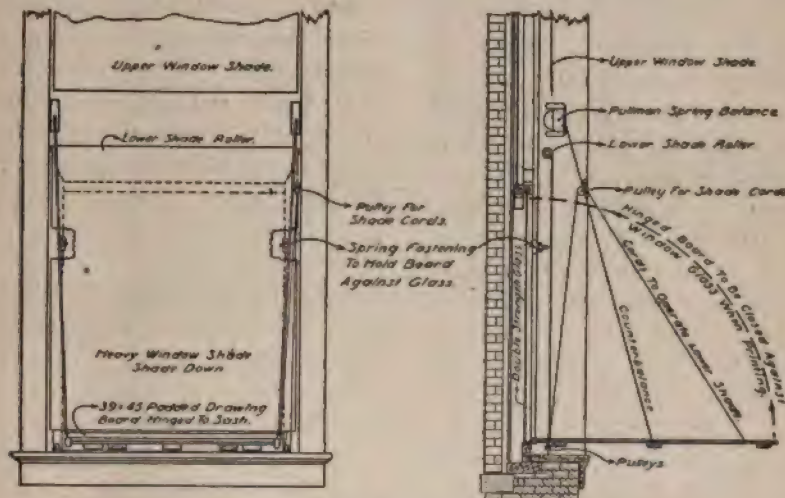 Upper Window Shade.
Lower Shade Roller.
Pulley For
Shade Cords.
Spring Fastening
To Hold Board
Against Glass
Heavy Window Shade
Shade Down
39×45 Padded Drawing
Board Hinged To Sash.
Upper Window Shade.
Pullman Spring Balance
Lower Shade Roller.
Pulley For Shade Cords
Hinged Board To Be Closed Against
Window Glass When Printing.
Cords To Operate Lower Shade
Counterbalance
Double Strength Glass
Pulleys